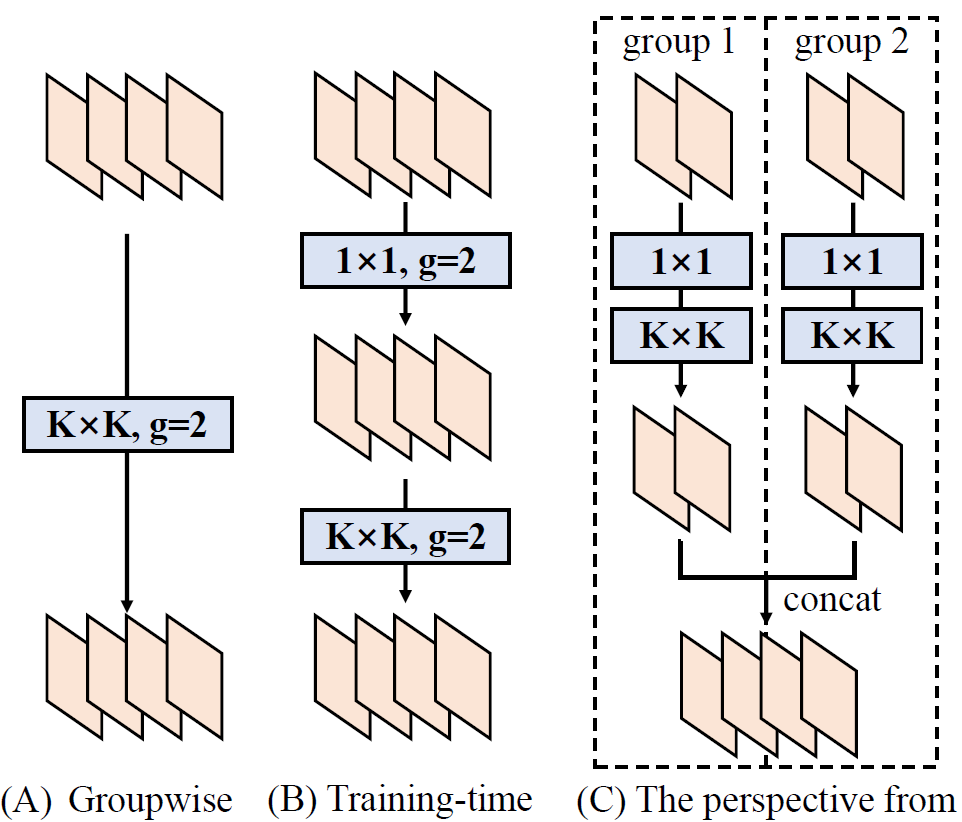 group 1
group 2
1×1, g=2
1×1
1×1
K×K
K×K
K×K, g=2
K×K, g=2
concat
(A) Groupwise
(B) Training-time
(C) The perspective from